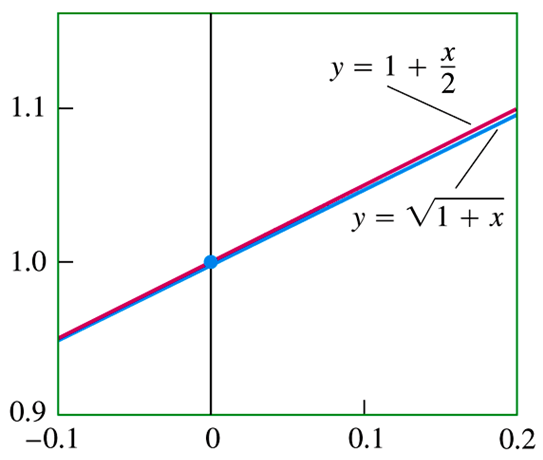 y = 1 + x/2
1.1
y = √(1 + x)
1.0
0.9
−0.1 0 0.1 0.2